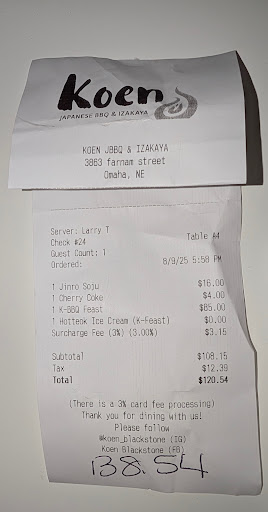 Koen
JAPANESE BBQ & IZAKAYA
KOEN JBBQ & IZAKAYA
3863 farnam street
Omaha, NE
Server: Larry T
Check #24 Table A4
Guest Count: 1
Ordered: 8/9/25 5:58 PM
1 Jinro Soju $16.00
1 Cherry Coke $4.00
1 K-BBQ Feast $85.00
1 Hotteok Ice Cream (K-Feast) $0.00
Surcharge Fee (3%) (3.00%) $3.15
Subtotal $108.15
Tax $12.39
Total $120.54
(There is a 3% card fee processing)
Thank you for dining with us!
Please follow
@koen_blackstone (IG)
Koen Blackstone (FB)
138.54